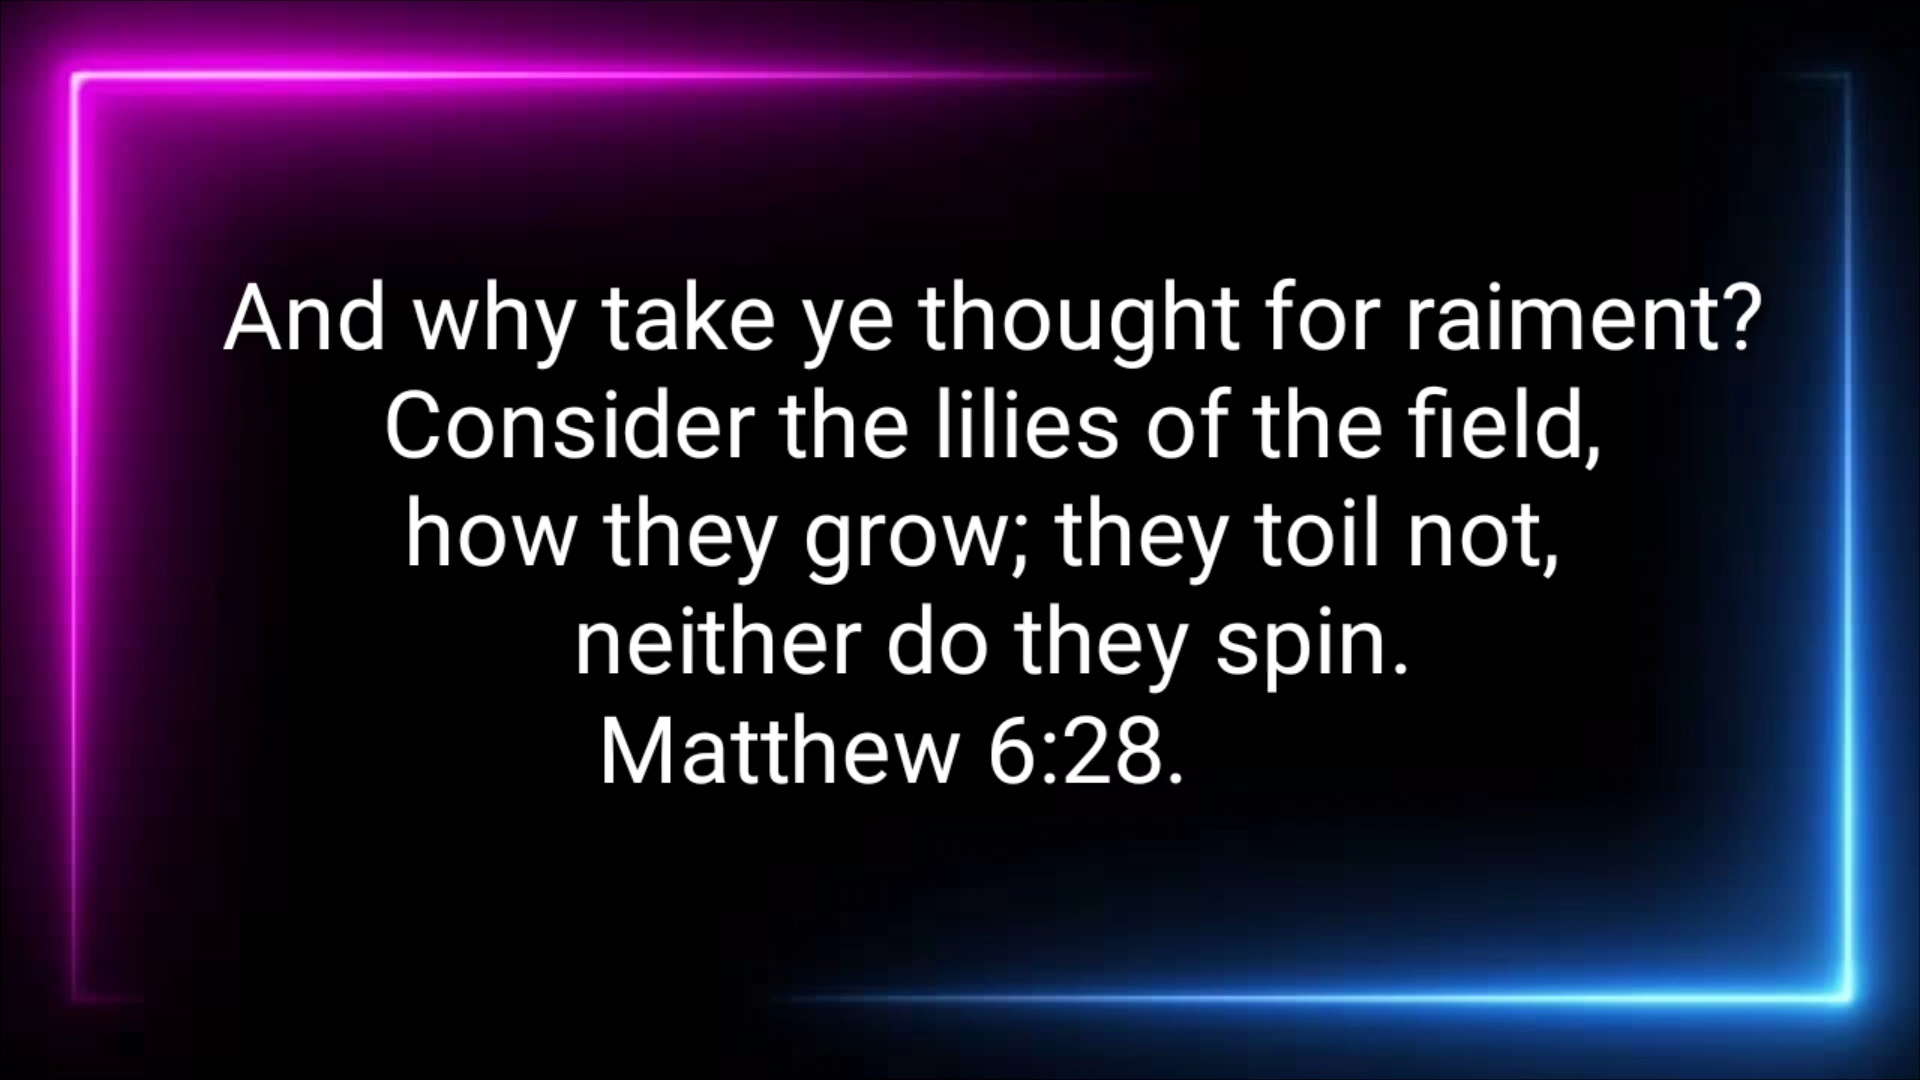 And why take ye thought for raiment?
Consider the lilies of the field,
how they grow; they toil not,
neither do they spin.
Matthew 6:28.